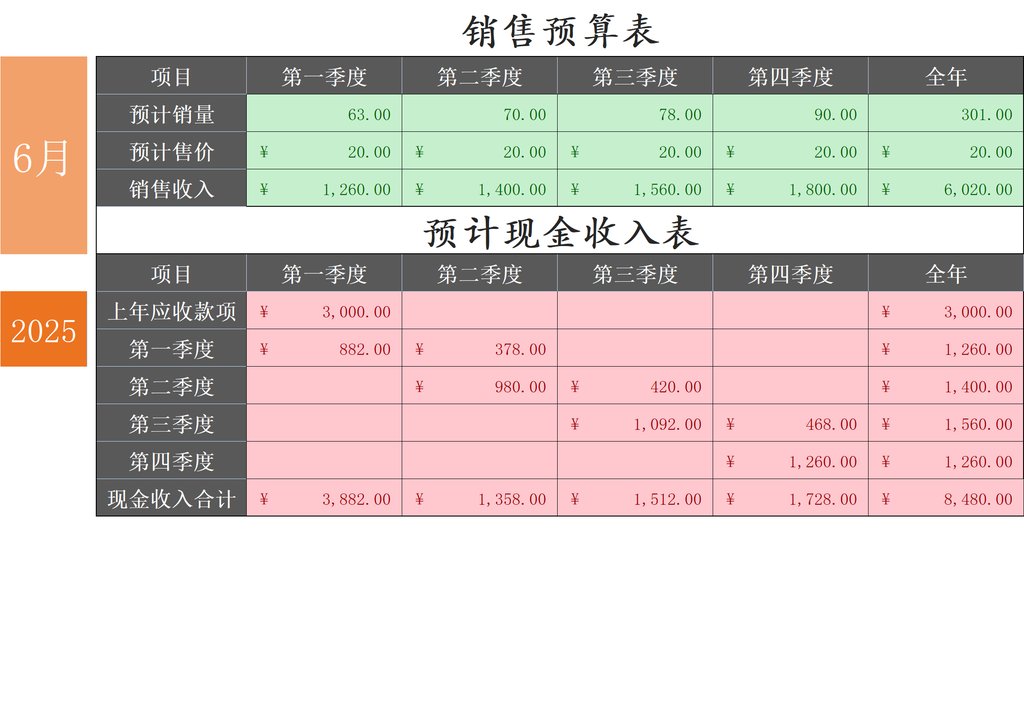 销售预算表
6月
项目 第一季度 第二季度 第三季度 第四季度 全年
预计销量 63.00 70.00 78.00 90.00 301.00
预计售价 ¥ 20.00 ¥ 20.00 ¥ 20.00 ¥ 20.00 ¥ 20.00
销售收入 ¥ 1,260.00 ¥ 1,400.00 ¥ 1,560.00 ¥ 1,800.00 ¥ 6,020.00
预计现金收入表
2025
项目 第一季度 第二季度 第三季度 第四季度 全年
上年应收款项 ¥ 3,000.00 ¥ 3,000.00
第一季度 ¥ 882.00 ¥ 378.00 ¥ 1,260.00
第二季度 ¥ 980.00 ¥ 420.00 ¥ 1,400.00
第三季度 ¥ 1,092.00 ¥ 468.00 ¥ 1,560.00
第四季度 ¥ 1,260.00 ¥ 1,260.00
现金收入合计 ¥ 3,882.00 ¥ 1,358.00 ¥ 1,512.00 ¥ 1,728.00 ¥ 8,480.00